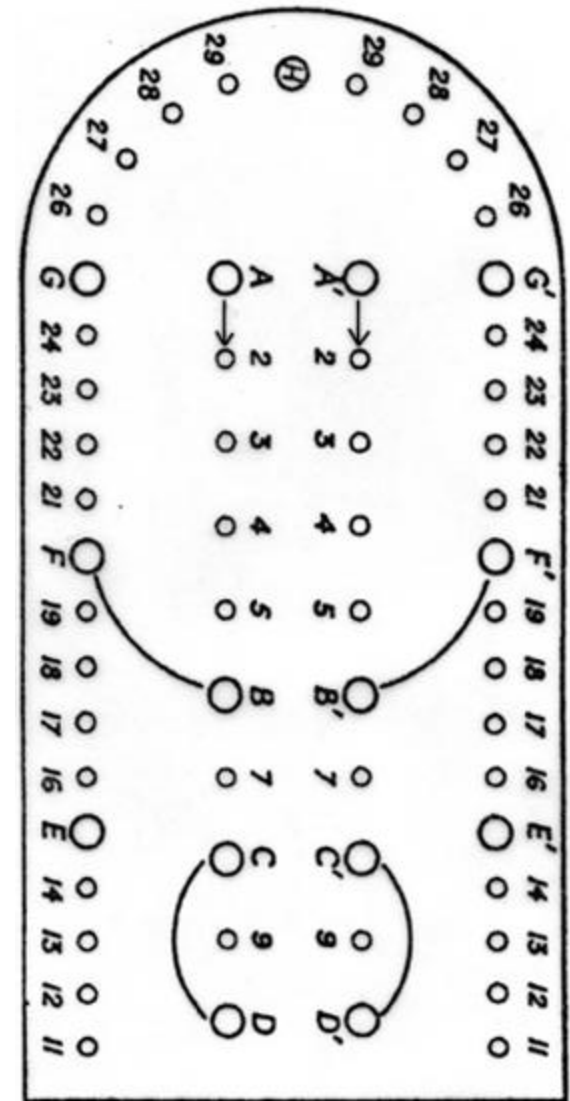 29 28 27 26 G' 24 23 22 21 F' 19 18 17 16 E' 14 13 12 11
A' 2 3 4 5 B' 7 C' 9 D'
H
A 2 3 4 5 B 7 C 9 D
29 28 27 26 G 24 23 22 21 F 19 18 17 16 E 14 13 12 11